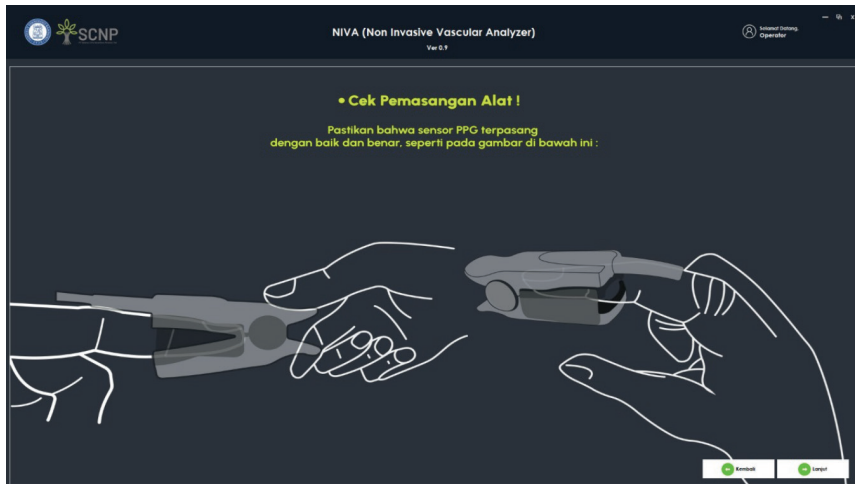 SCNP
NIVA (Non Invasive Vascular Analyzer)
Ver 0.9
Selamat Datang,
Operator
• Cek Pemasangan Alat !
Pastikan bahwa sensor PPG terpasang
dengan baik dan benar, seperti pada gambar di bawah ini :
Kembali
Lanjut